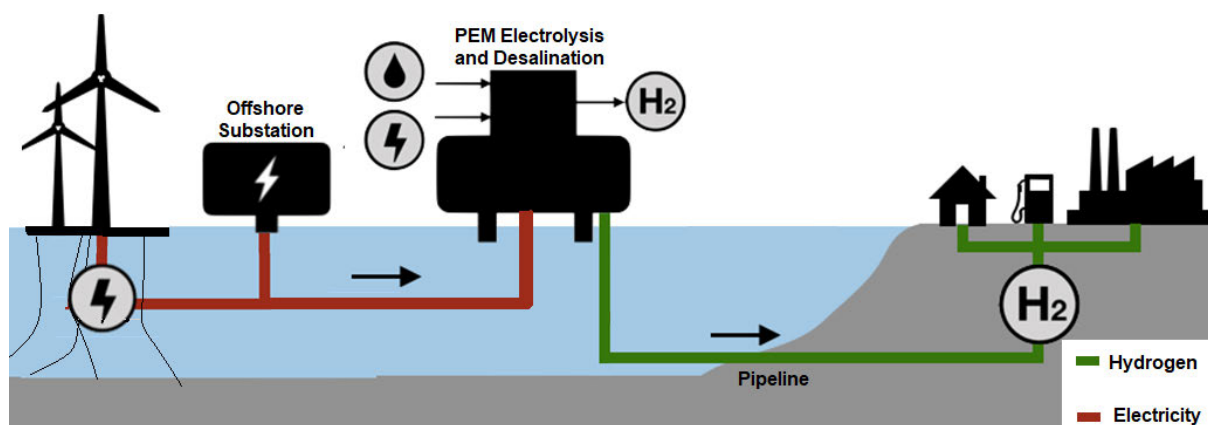 PEM Electrolysis
and Desalination
Offshore
Substation
H2
H2
Pipeline
Hydrogen
Electricity